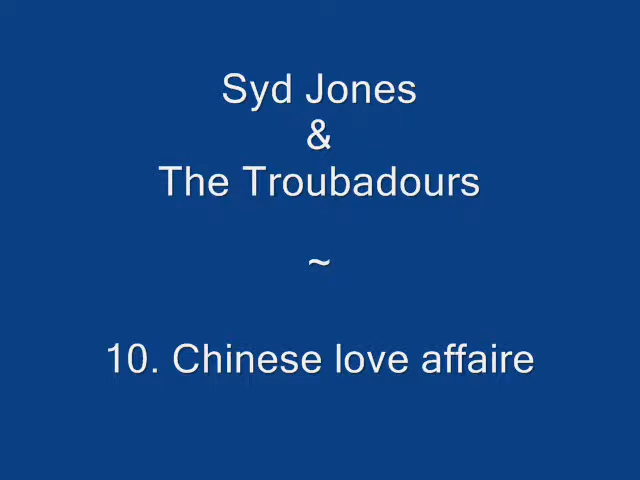 Syd Jones
&
The Troubadours
~
10. Chinese love affaire